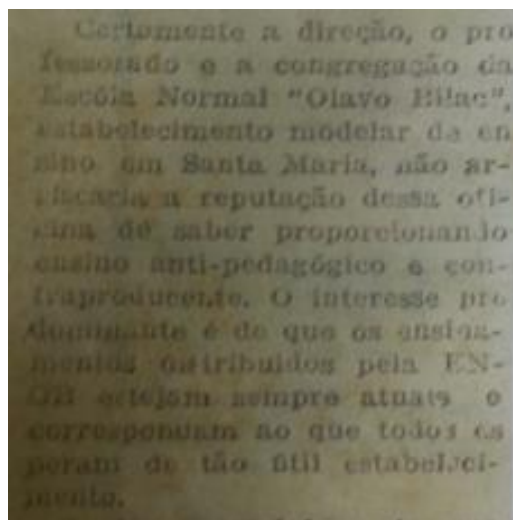 Certamente a direção, o pro
fessorado e a congregação da
Escóla Normal "Olavo Bilac",
estabelecimento modelar de en
sino em Santa Maria, não ar-
riscaria a reputação dessa ofi-
cina de saber proporcionando
ensino anti-pedagógico e con-
traproducente. O interesse pre
dominante é de que os ensina-
mentos distribuidos pela EN-
OB estejam sempre atuais e
correspondam ao que todos es
peram de tão útil estabeleci-
mento.